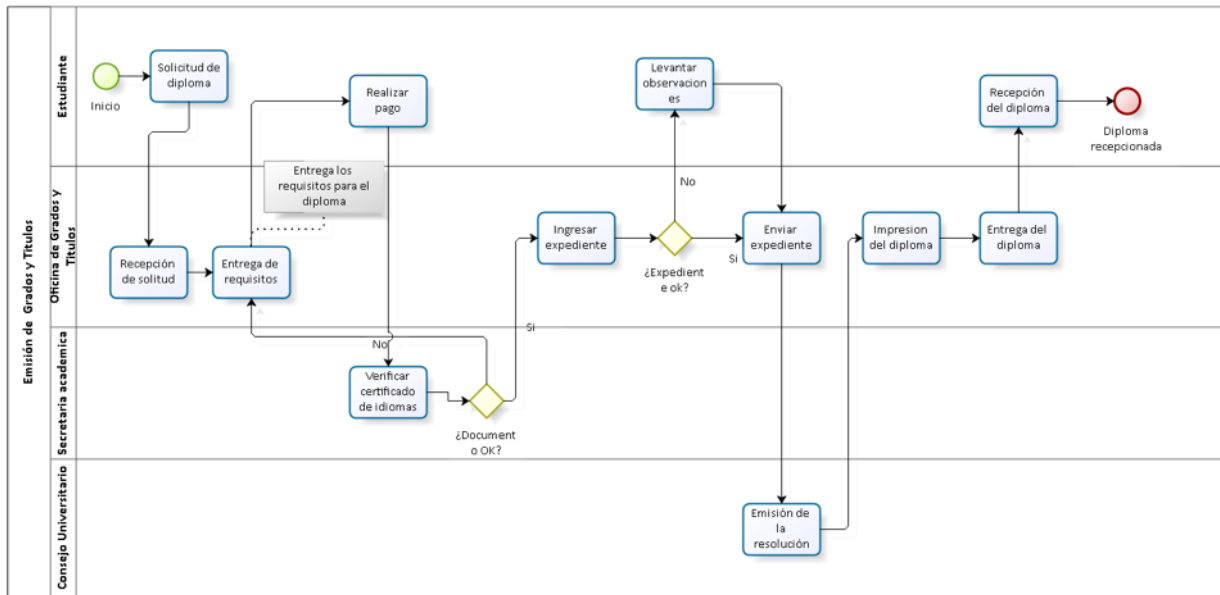 Emisión de Grados y Titulos
Estudiante
Inicio
Solicitud de
diploma
Realizar
pago
Levantar
observacion
es
Recepción
del diploma
Diploma
recepcionada
Oficina de Grados y
Titulos
Recepción
de solitud
Entrega de
requisitos
Entrega los
requisitos para el
diploma
Ingresar
expediente
No
¿Expedient
e ok?
Si
Enviar
expediente
Impresion
del diploma
Entrega del
diploma
Secretaria academica
No
Si
Verificar
certificado
de idiomas
¿Document
o OK?
Consejo Universitario
Emisión de
la
resolución